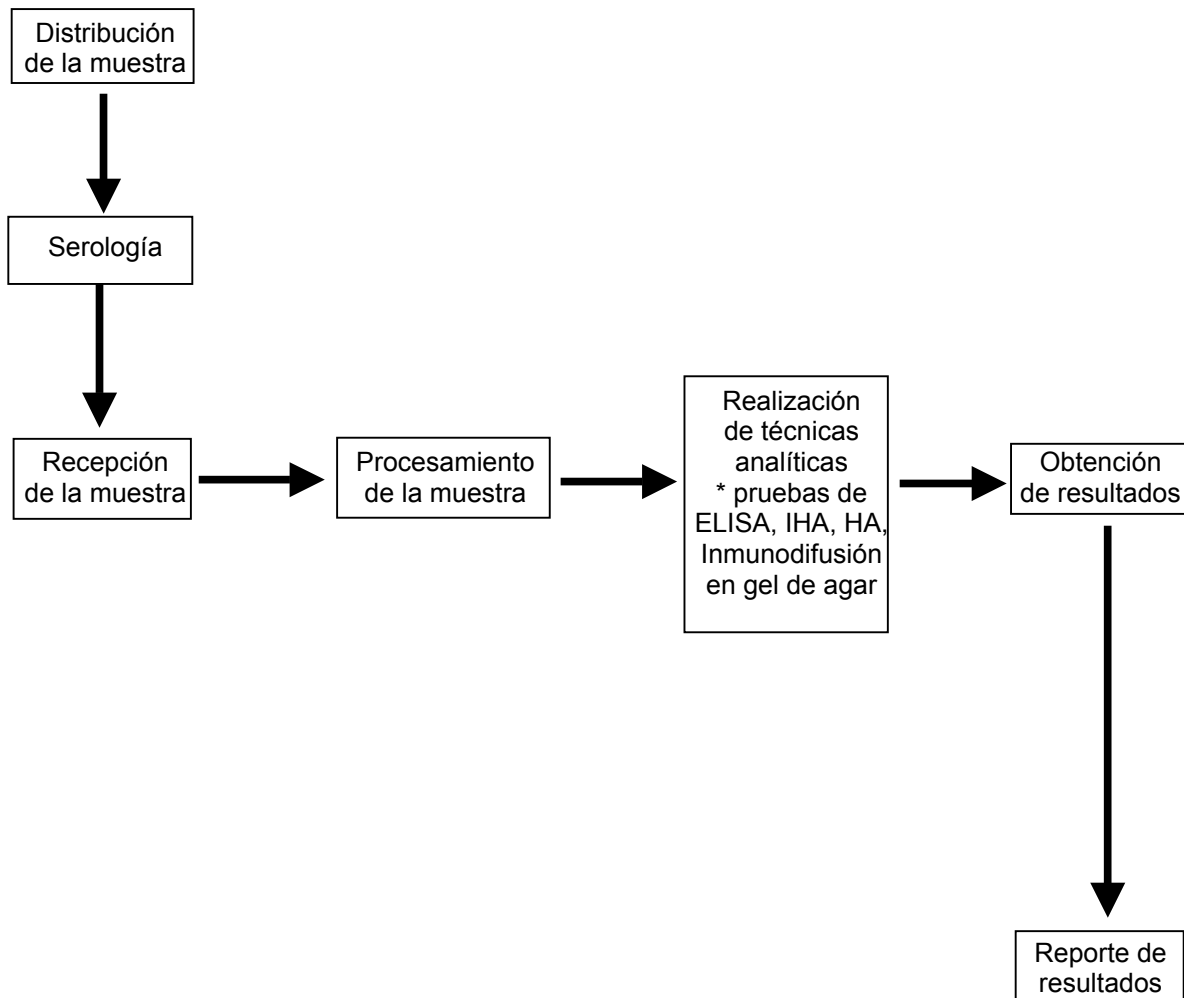 Distribución
de la muestra
Serología
Recepción
de la muestra
Procesamiento
de la muestra
Realización
de técnicas
analíticas
* pruebas de
ELISA, IHA, HA,
Inmunodifusión
en gel de agar
Obtención
de resultados
Reporte de
resultados